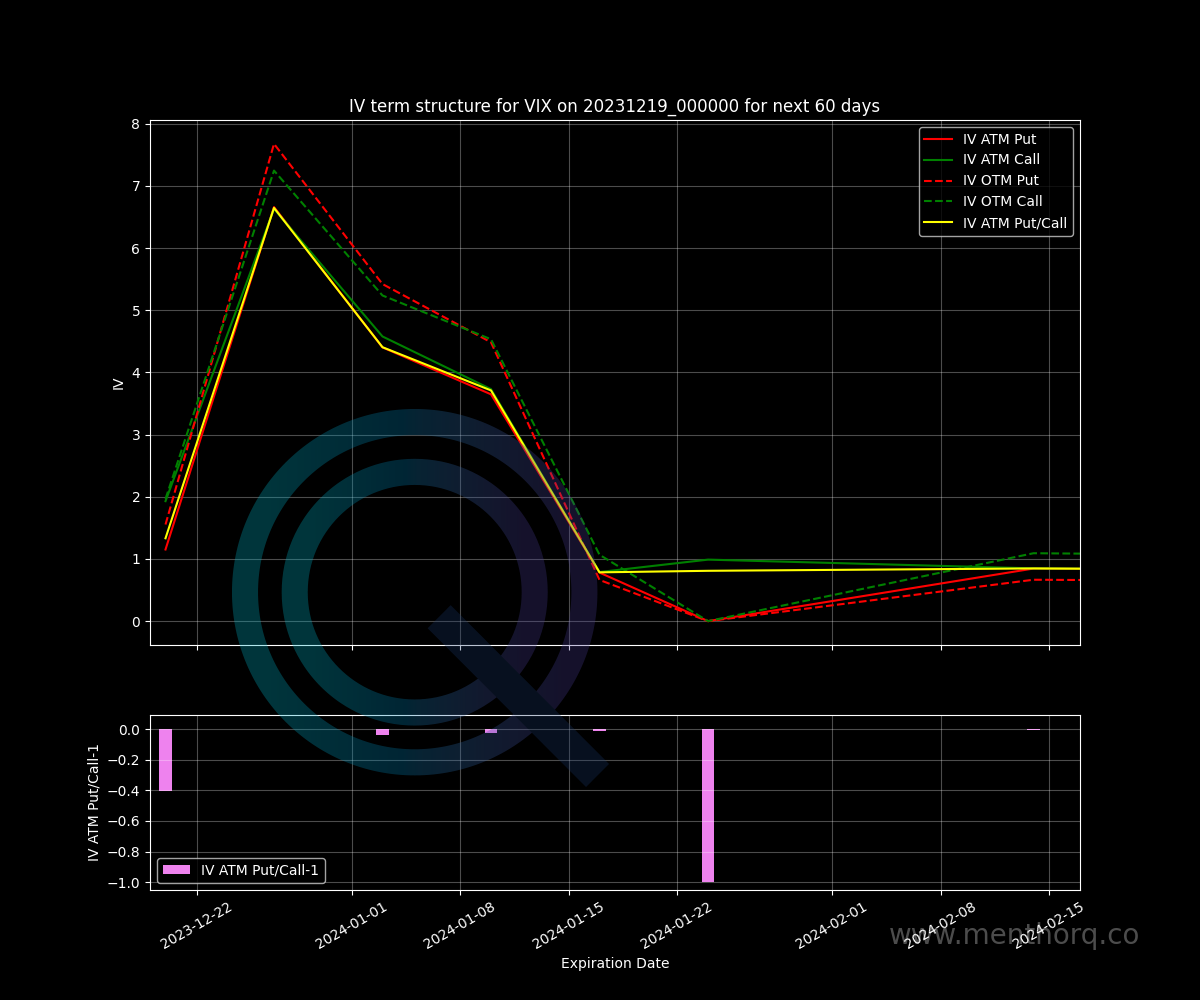 IV term structure for VIX on 20231219_000000 for next 60 days
8
7
6
5
4
3
2
1
0
IV
IV ATM Put
IV ATM Call
IV OTM Put
IV OTM Call
IV ATM Put/Call
0.0
−0.2
−0.4
−0.6
−0.8
−1.0
IV ATM Put/Call-1
IV ATM Put/Call-1
2023-12-22
2024-01-01
2024-01-08
2024-01-15
2024-01-22
2024-02-01
2024-02-08
2024-02-15
Expiration Date
www.menthorq.co